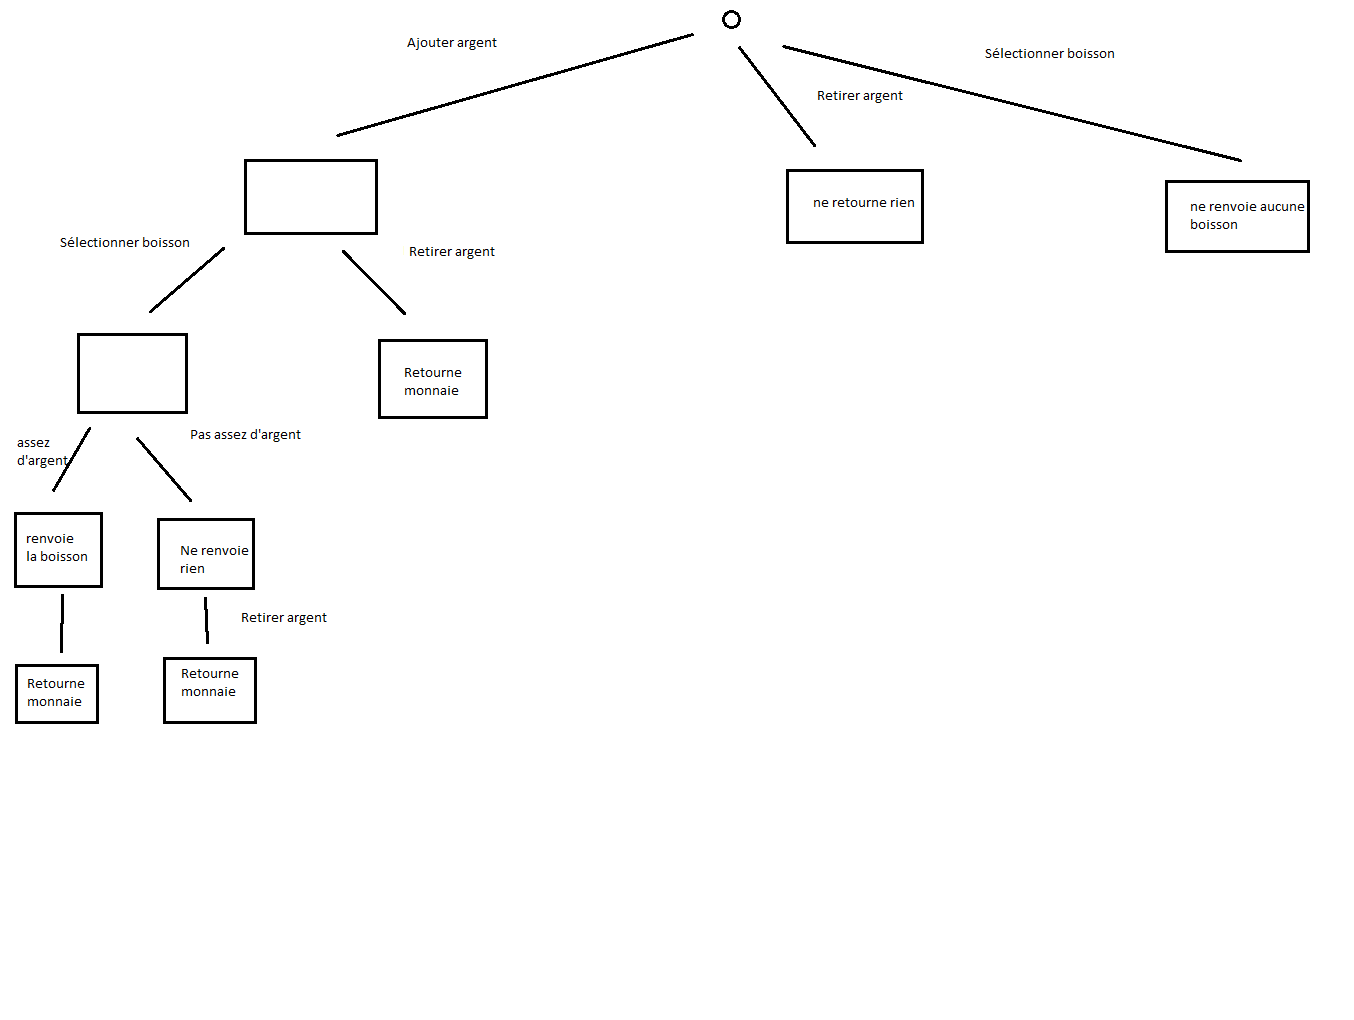 Ajouter argent
Sélectionner boisson
Retirer argent
ne retourne rien
ne renvoie aucune
boisson
Sélectionner boisson
Retirer argent
Retourne
monnaie
assez
d'argent
Pas assez d'argent
renvoie
la boisson
Ne renvoie
rien
Retirer argent
Retourne
monnaie
Retourne
monnaie